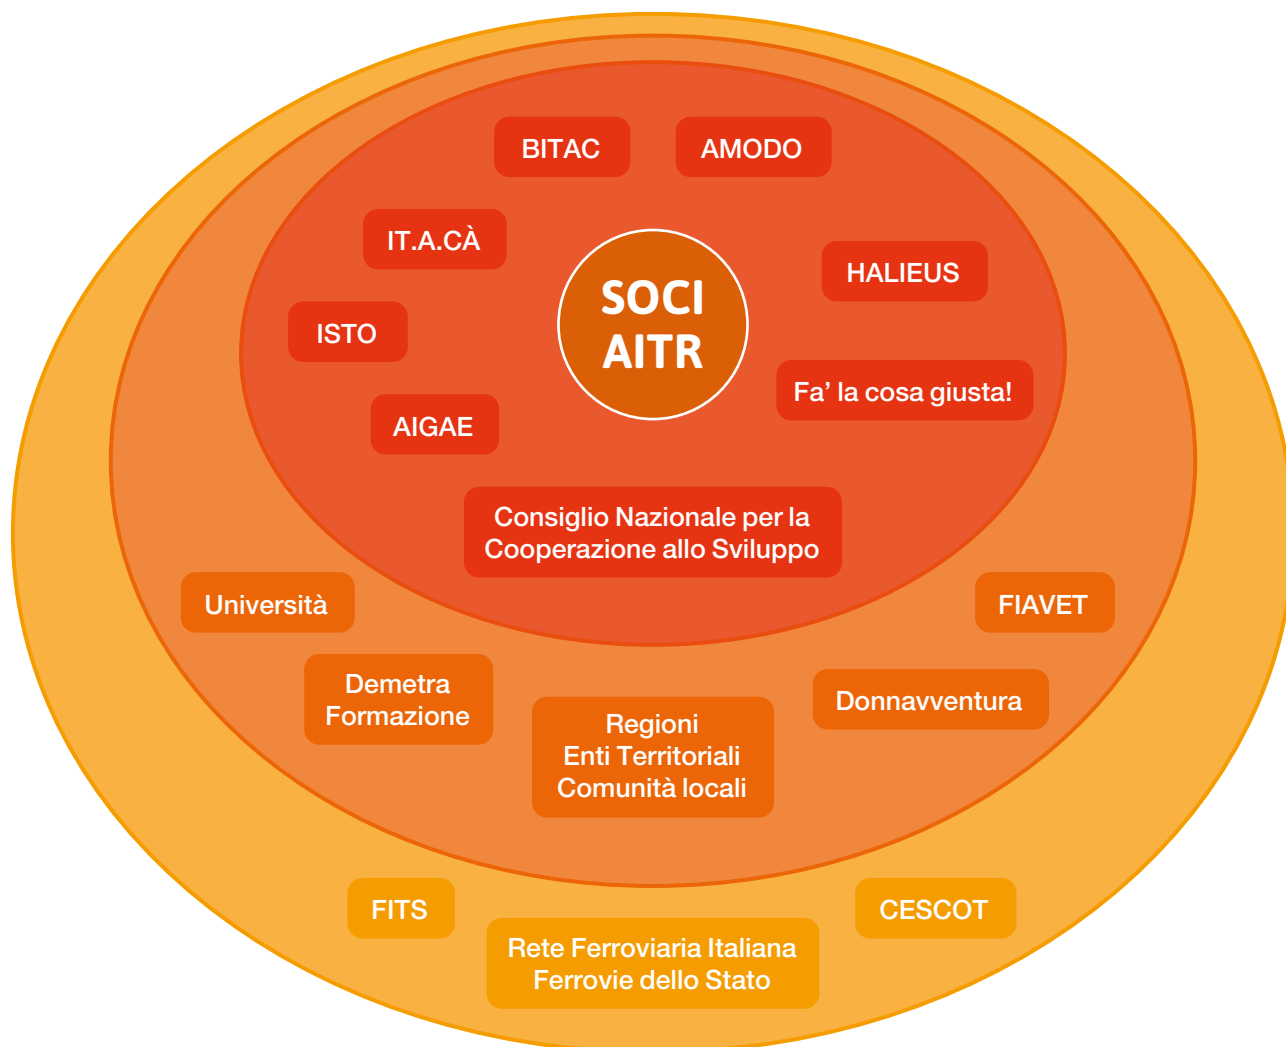 BITAC
AMODO
IT.A.CÀ
HALIEUS
SOCI
AITR
ISTO
Fa’ la cosa giusta!
AIGAE
Consiglio Nazionale per la
Cooperazione allo Sviluppo
Università
FIAVET
Demetra
Formazione
Donnavventura
Regioni
Enti Territoriali
Comunità locali
FITS
CESCOT
Rete Ferroviaria Italiana
Ferrovie dello Stato